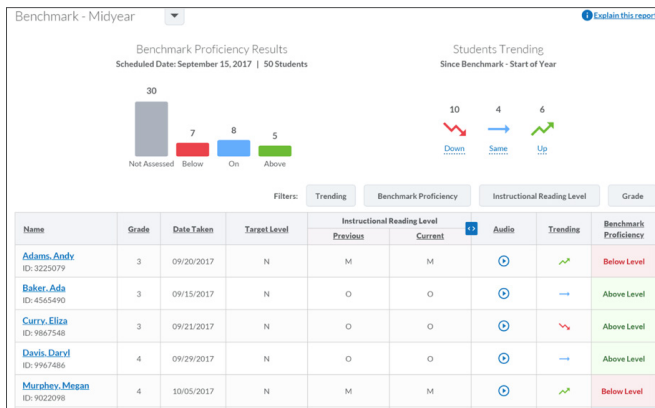 Benchmark - Midyear
Explain this report
Benchmark Proficiency Results
Scheduled Date: September 15, 2017 | 50 Students
30
7
8
5
Not Assessed Below On Above
Students Trending
Since Benchmark - Start of Year
10 4 6
Down Same Up
Filters: Trending Benchmark Proficiency Instructional Reading Level Grade
Name Grade Date Taken Target Level Instructional Reading Level Previous Current Audio Trending Benchmark Proficiency
Adams, Andy 3 09/20/2017 N M M Below Level
ID: 3225079
Baker, Ada 3 09/15/2017 N O O Above Level
ID: 4565490
Curry, Eliza 3 09/21/2017 N O O Above Level
ID: 9867548
Davis, Daryl 4 09/29/2017 N O O Above Level
ID: 9967486
Murphey, Megan 4 10/05/2017 N M M Below Level
ID: 9022098